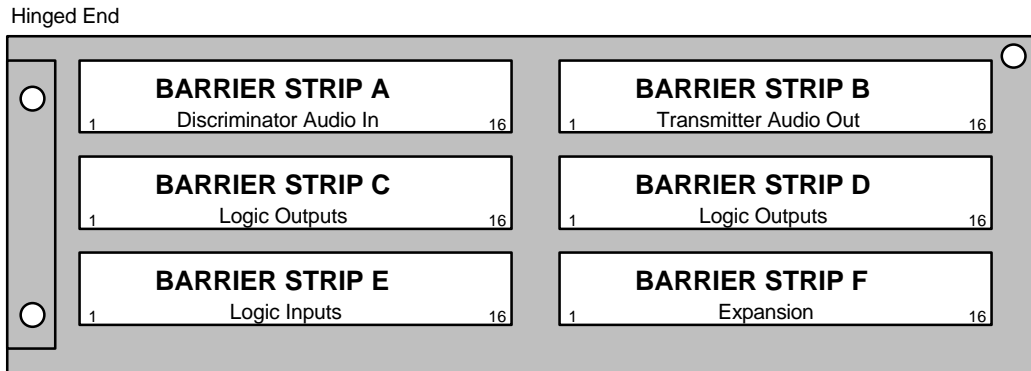 Hinged End
BARRIER STRIP A
Discriminator Audio In
1 16
BARRIER STRIP B
Transmitter Audio Out
1 16
BARRIER STRIP C
Logic Outputs
1 16
BARRIER STRIP D
Logic Outputs
1 16
BARRIER STRIP E
Logic Inputs
1 16
BARRIER STRIP F
Expansion
1 16